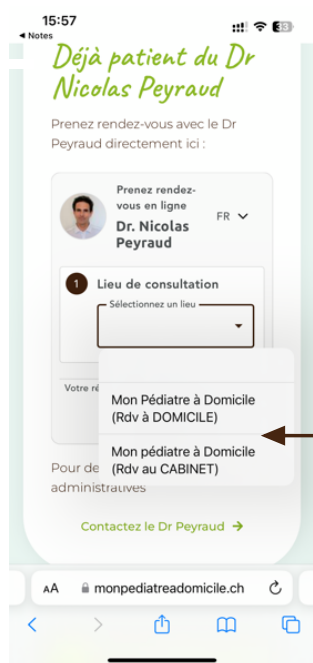 15:57
33
◀ Notes
Déjà patient du Dr
Nicolas Peyraud
Prenez rendez-vous avec le Dr
Peyraud directement ici :
Prenez rendez-
vous en ligne
Dr. Nicolas
Peyraud
FR
1 Lieu de consultation
Sélectionnez un lieu
Votre ré
Mon Pédiatre à Domicile
(Rdv à DOMICILE)
Mon pédiatre à Domicile
(Rdv au CABINET)
Pour de
administratives
Contactez le Dr Peyraud →
AA monpediatreadomicile.ch